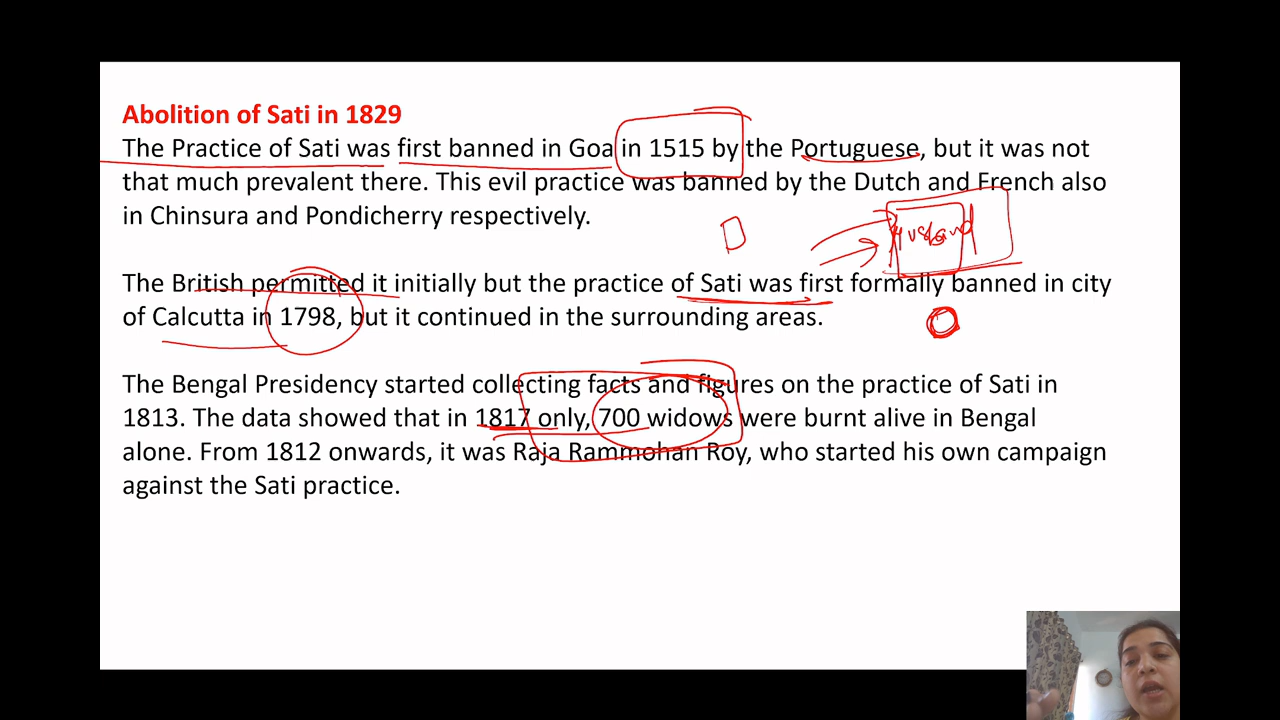 Abolition of Sati in 1829
The Practice of Sati was first banned in Goa in 1515 by the Portuguese, but it was not
that much prevalent there. This evil practice was banned by the Dutch and French also
in Chinsura and Pondicherry respectively.
Husband
The British permitted it initially but the practice of Sati was first formally banned in city
of Calcutta in 1798, but it continued in the surrounding areas.
The Bengal Presidency started collecting facts and figures on the practice of Sati in
1813. The data showed that in 1817 only, 700 widows were burnt alive in Bengal
alone. From 1812 onwards, it was Raja Rammohan Roy, who started his own campaign
against the Sati practice.